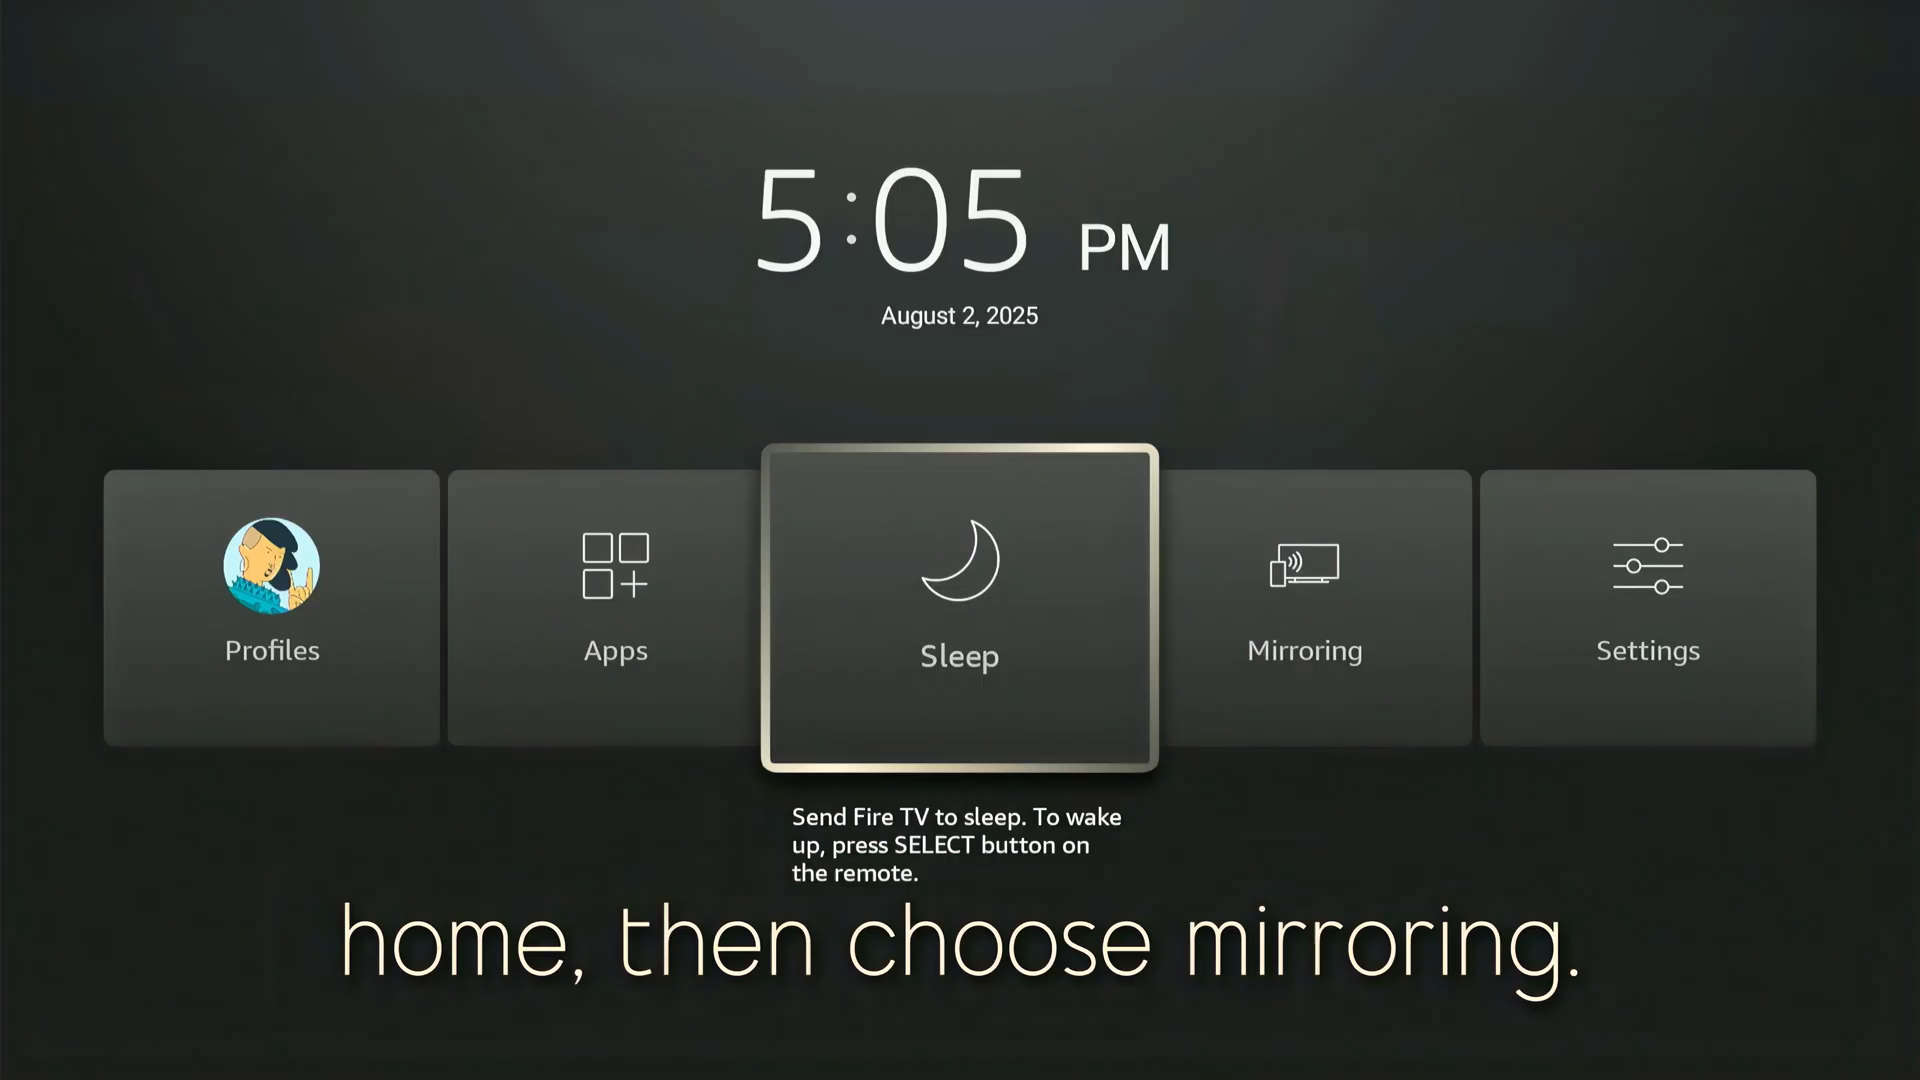 5:05 PM
August 2, 2025
Profiles
Apps
Sleep
Mirroring
Settings
Send Fire TV to sleep. To wake
up, press SELECT button on
the remote.
home, then choose mirroring.